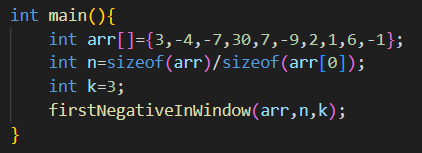 int main(){
    int arr[]={3,-4,-7,30,7,-9,2,1,6,-1};
    int n=sizeof(arr)/sizeof(arr[0]);
    int k=3;
    firstNegativeInWindow(arr,n,k);
}